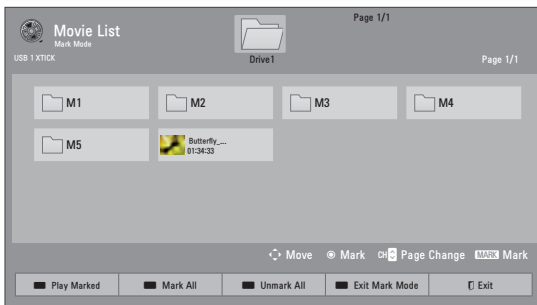 Movie List
Mark Mode
USB 1 XTICK
Drive1
Page 1/1
Page 1/1
M1
M2
M3
M4
M5
Butterfly_...
01:34:33
Move Mark CH Page Change MARK Mark
Play Marked Mark All Unmark All Exit Mark Mode Exit